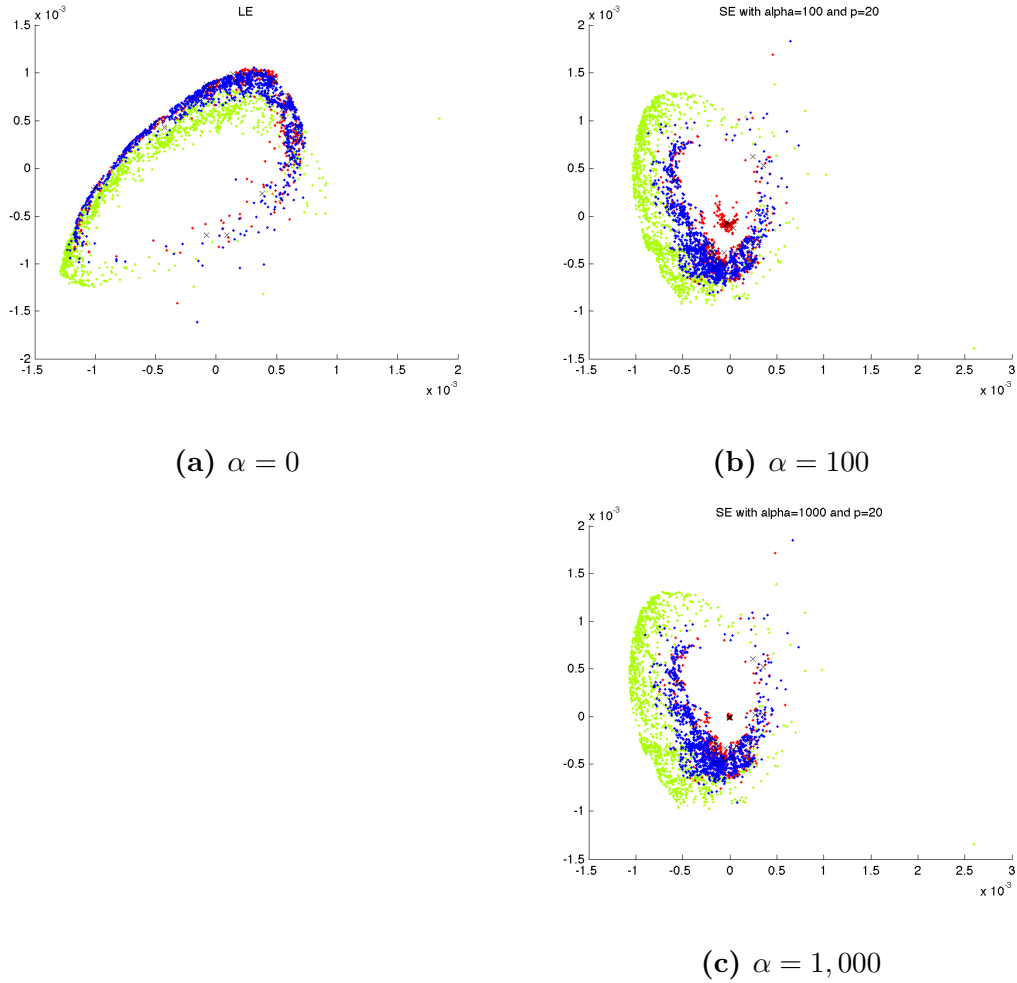 x 10⁻³
LE
1.5
1
0.5
0
-0.5
-1
-1.5
-2
-1.5 -1 -0.5 0 0.5 1 1.5 2
x 10⁻³
(a) α = 0
x 10⁻³
SE with alpha=100 and p=20
2
1.5
1
0.5
0
-0.5
-1
-1.5
-1.5 -1 -0.5 0 0.5 1 1.5 2 2.5 3
x 10⁻³
(b) α = 100
x 10⁻³
SE with alpha=1000 and p=20
2
1.5
1
0.5
0
-0.5
-1
-1.5
-1.5 -1 -0.5 0 0.5 1 1.5 2 2.5 3
x 10⁻³
(c) α = 1, 000